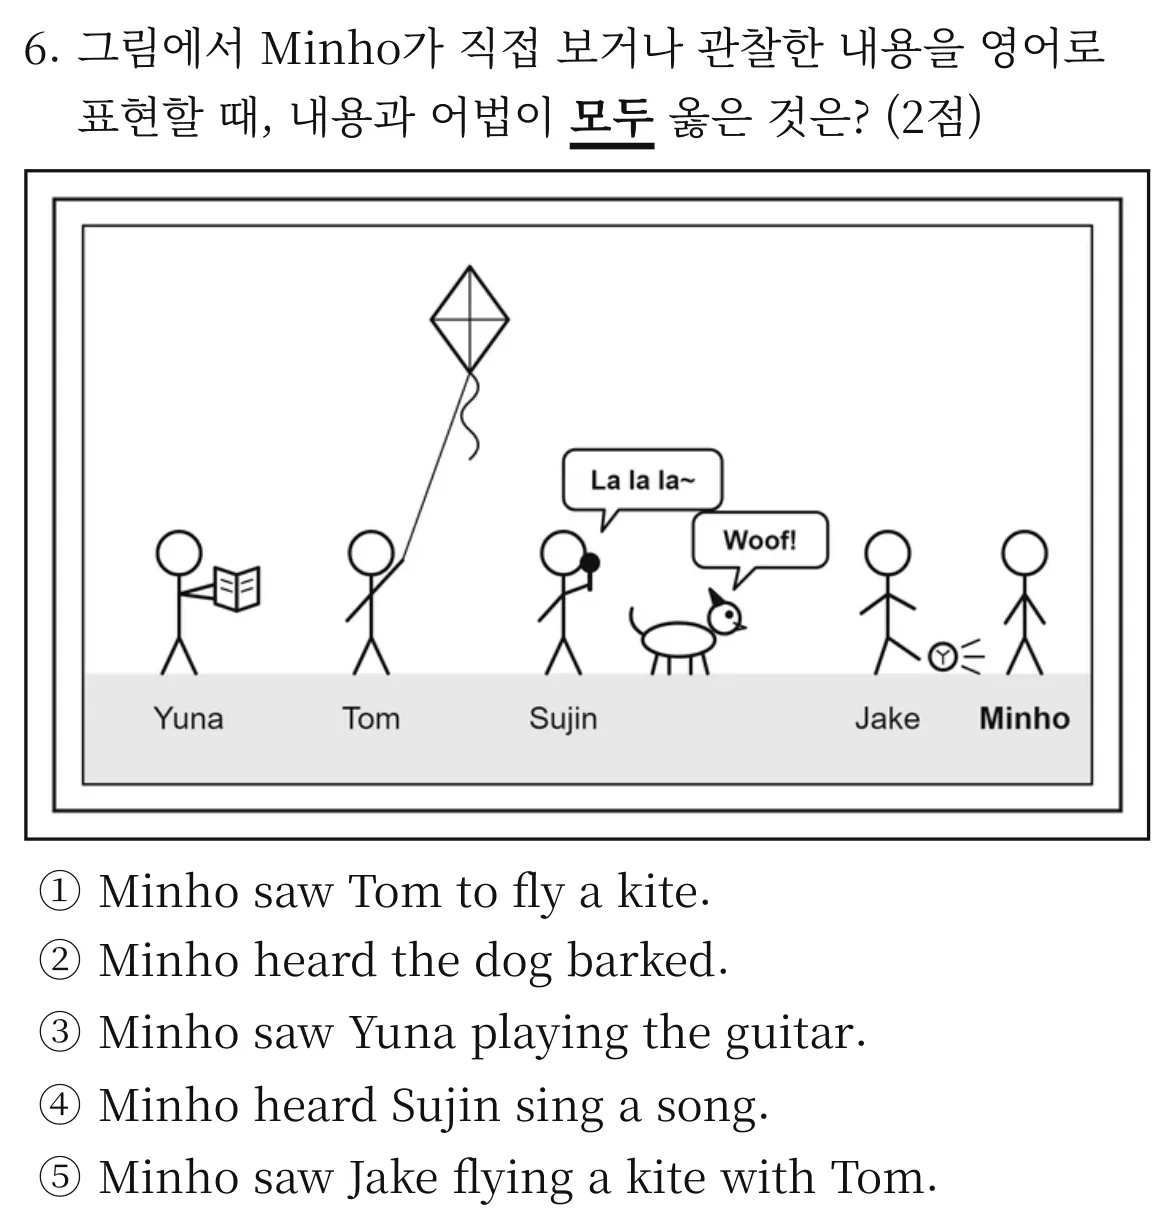 6. 그림에서 Minho가 직접 보거나 관찰한 내용을 영어로
표현할 때, 내용과 어법이 모두 옳은 것은? (2점)
La la la~
Woof!
Yuna
Tom
Sujin
Jake
Minho
① Minho saw Tom to fly a kite.
② Minho heard the dog barked.
③ Minho saw Yuna playing the guitar.
④ Minho heard Sujin sing a song.
⑤ Minho saw Jake flying a kite with Tom.